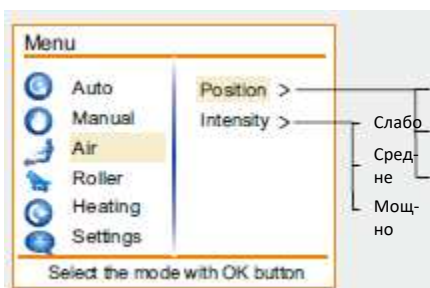 Menu
Auto
Manual
Air
Roller
Heating
Settings
Position >
Intensity >
Слабо
Сред-
не
Мощ-
но
Select the mode with OK button